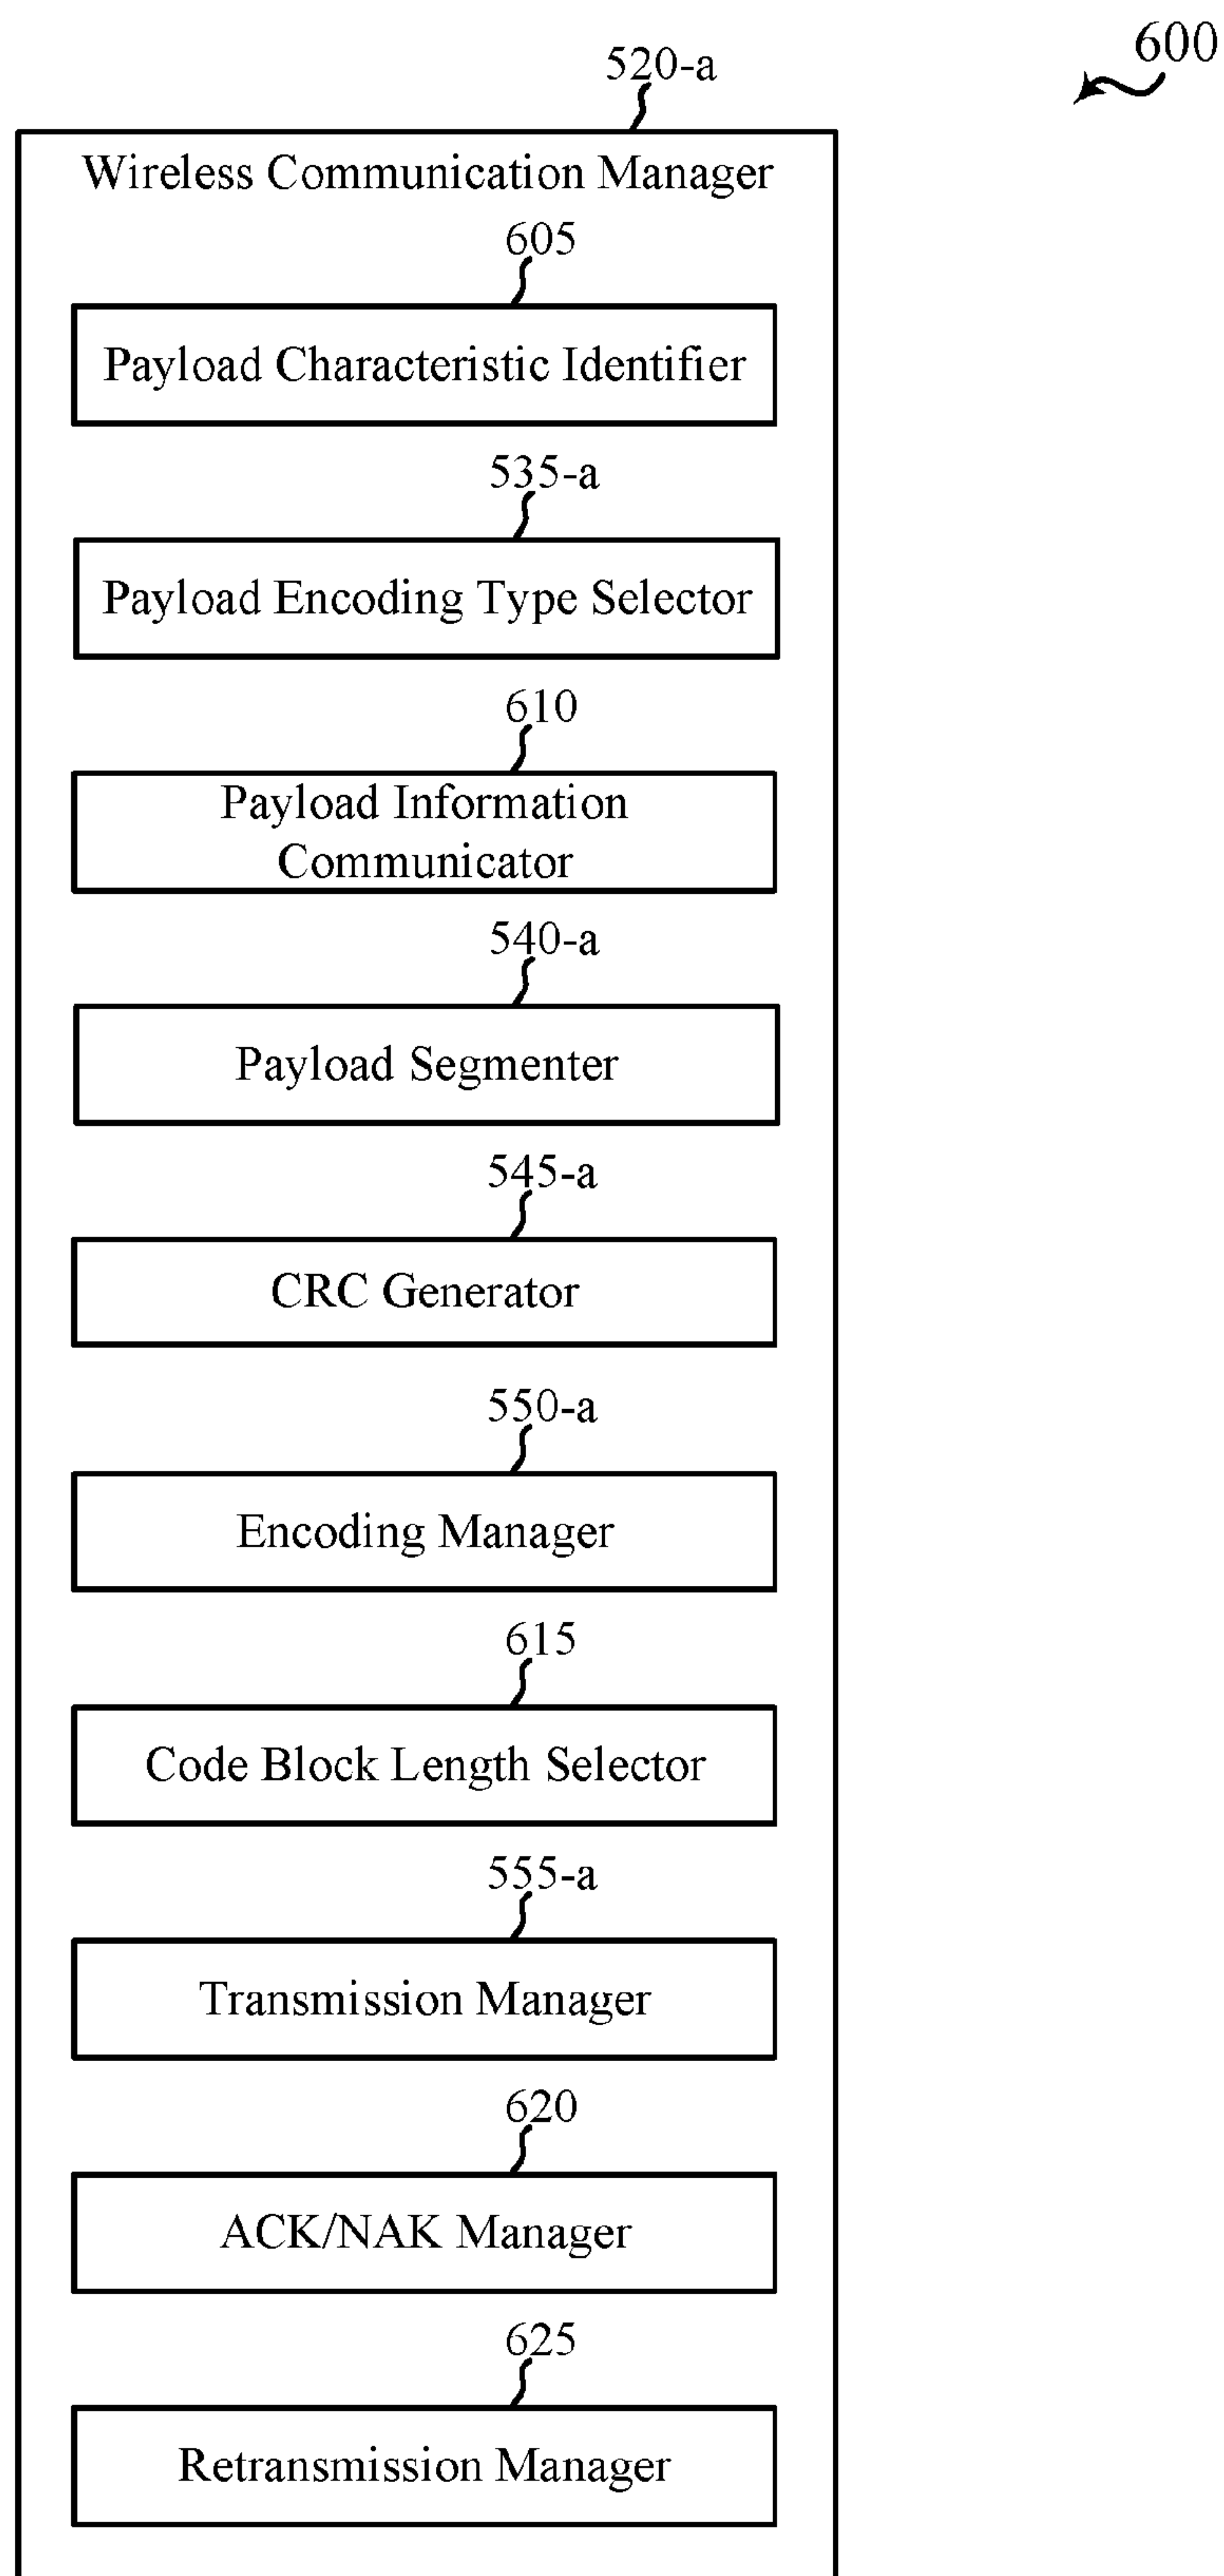 600
520-a
Wireless Communication Manager
605
Payload Characteristic Identifier
535-a
Payload Encoding Type Selector
610
Payload Information
Communicator
540-a
Payload Segmenter
545-a
CRC Generator
550-a
Encoding Manager
615
Code Block Length Selector
555-a
Transmission Manager
620
ACK/NAK Manager
625
Retransmission Manager